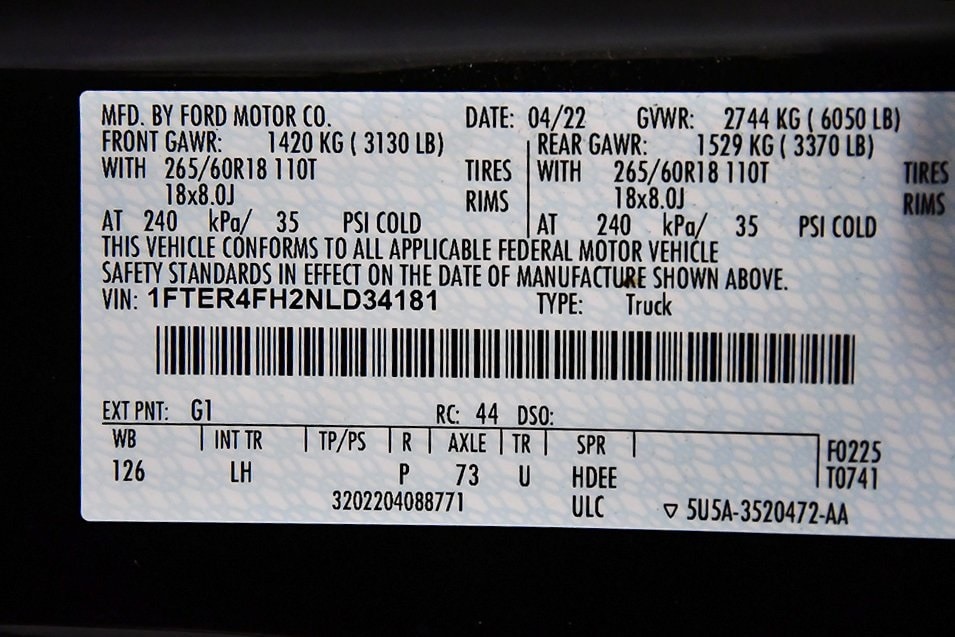 MFD. BY FORD MOTOR CO. DATE: 04/22 GVWR: 2744 KG ( 6050 LB)
FRONT GAWR: 1420 KG ( 3130 LB) REAR GAWR: 1529 KG ( 3370 LB)
WITH 265/60R18 110T TIRES WITH 265/60R18 110T TIRES
18x8.0J RIMS 18x8.0J RIMS
AT 240 kPa/ 35 PSI COLD AT 240 kPa/ 35 PSI COLD
THIS VEHICLE CONFORMS TO ALL APPLICABLE FEDERAL MOTOR VEHICLE
SAFETY STANDARDS IN EFFECT ON THE DATE OF MANUFACTURE SHOWN ABOVE.
VIN: 1FTER4FH2NLD34181 TYPE: Truck
EXT PNT: G1 RC: 44 DSO:
WB INT TR TP/PS R AXLE TR SPR F0225
126 LH P 73 U HDEE T0741
3202204088771 ULC ▽ 5U5A-3520472-AA